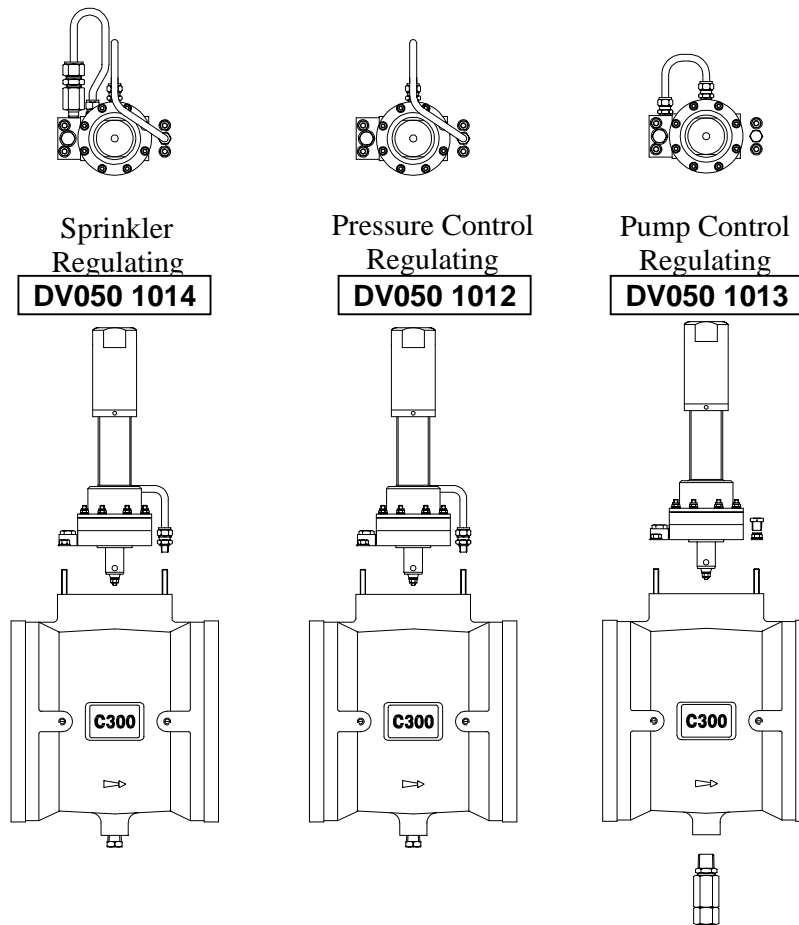 Sprinkler
Regulating
DV050 1014
Pressure Control
Regulating
DV050 1012
Pump Control
Regulating
DV050 1013
C300
C300
C300